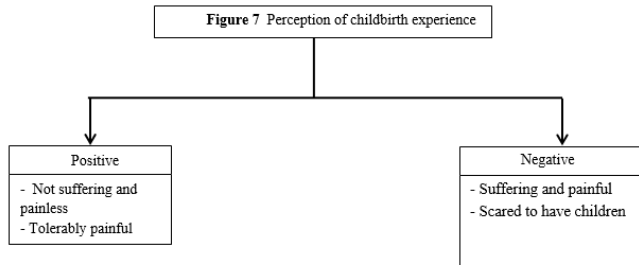 Figure 7 Perception of childbirth experience
Positive
- Not suffering and
painless
- Tolerably painful
Negative
- Suffering and painful
- Scared to have children